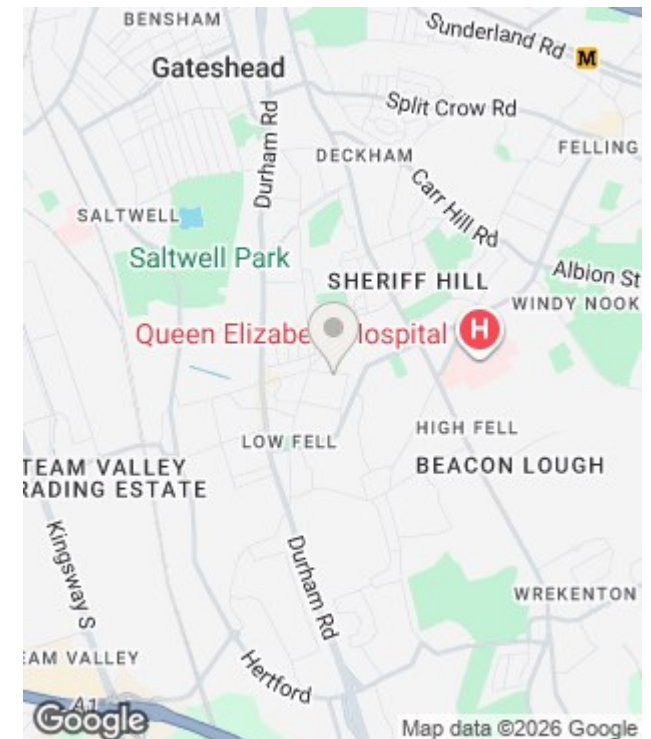 BENSHAM
Sunderland Rd
M
Gateshead
Durham Rd
Split Crow Rd
DECKHAM
FELLING
Carr Hill Rd
SALTWELL
Saltwell Park
SHERIFF HILL
Albion St
WINDY NOOK
Queen Elizabe Hospital
H
LOW FELL
HIGH FELL
TEAM VALLEY
RADING ESTATE
BEACON LOUGH
Kingsway S
Durham Rd
WREKENTON
EAM VALLEY
Hertford
A1
Google
Map data ©2026 Google